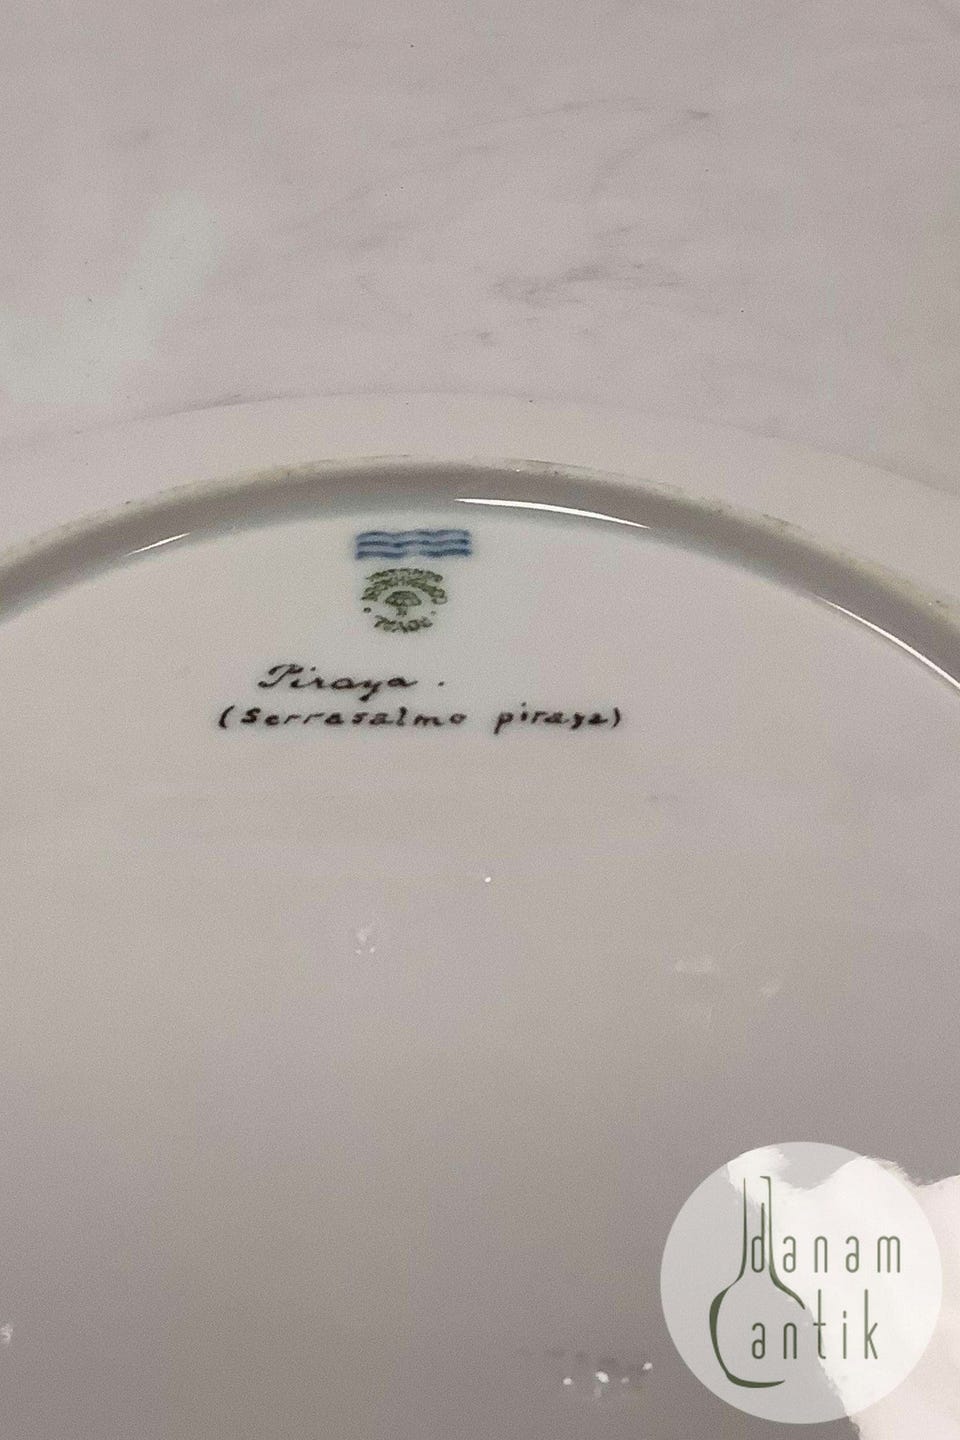 Piraya.
(Serrasalmo piraya)
danam
antik